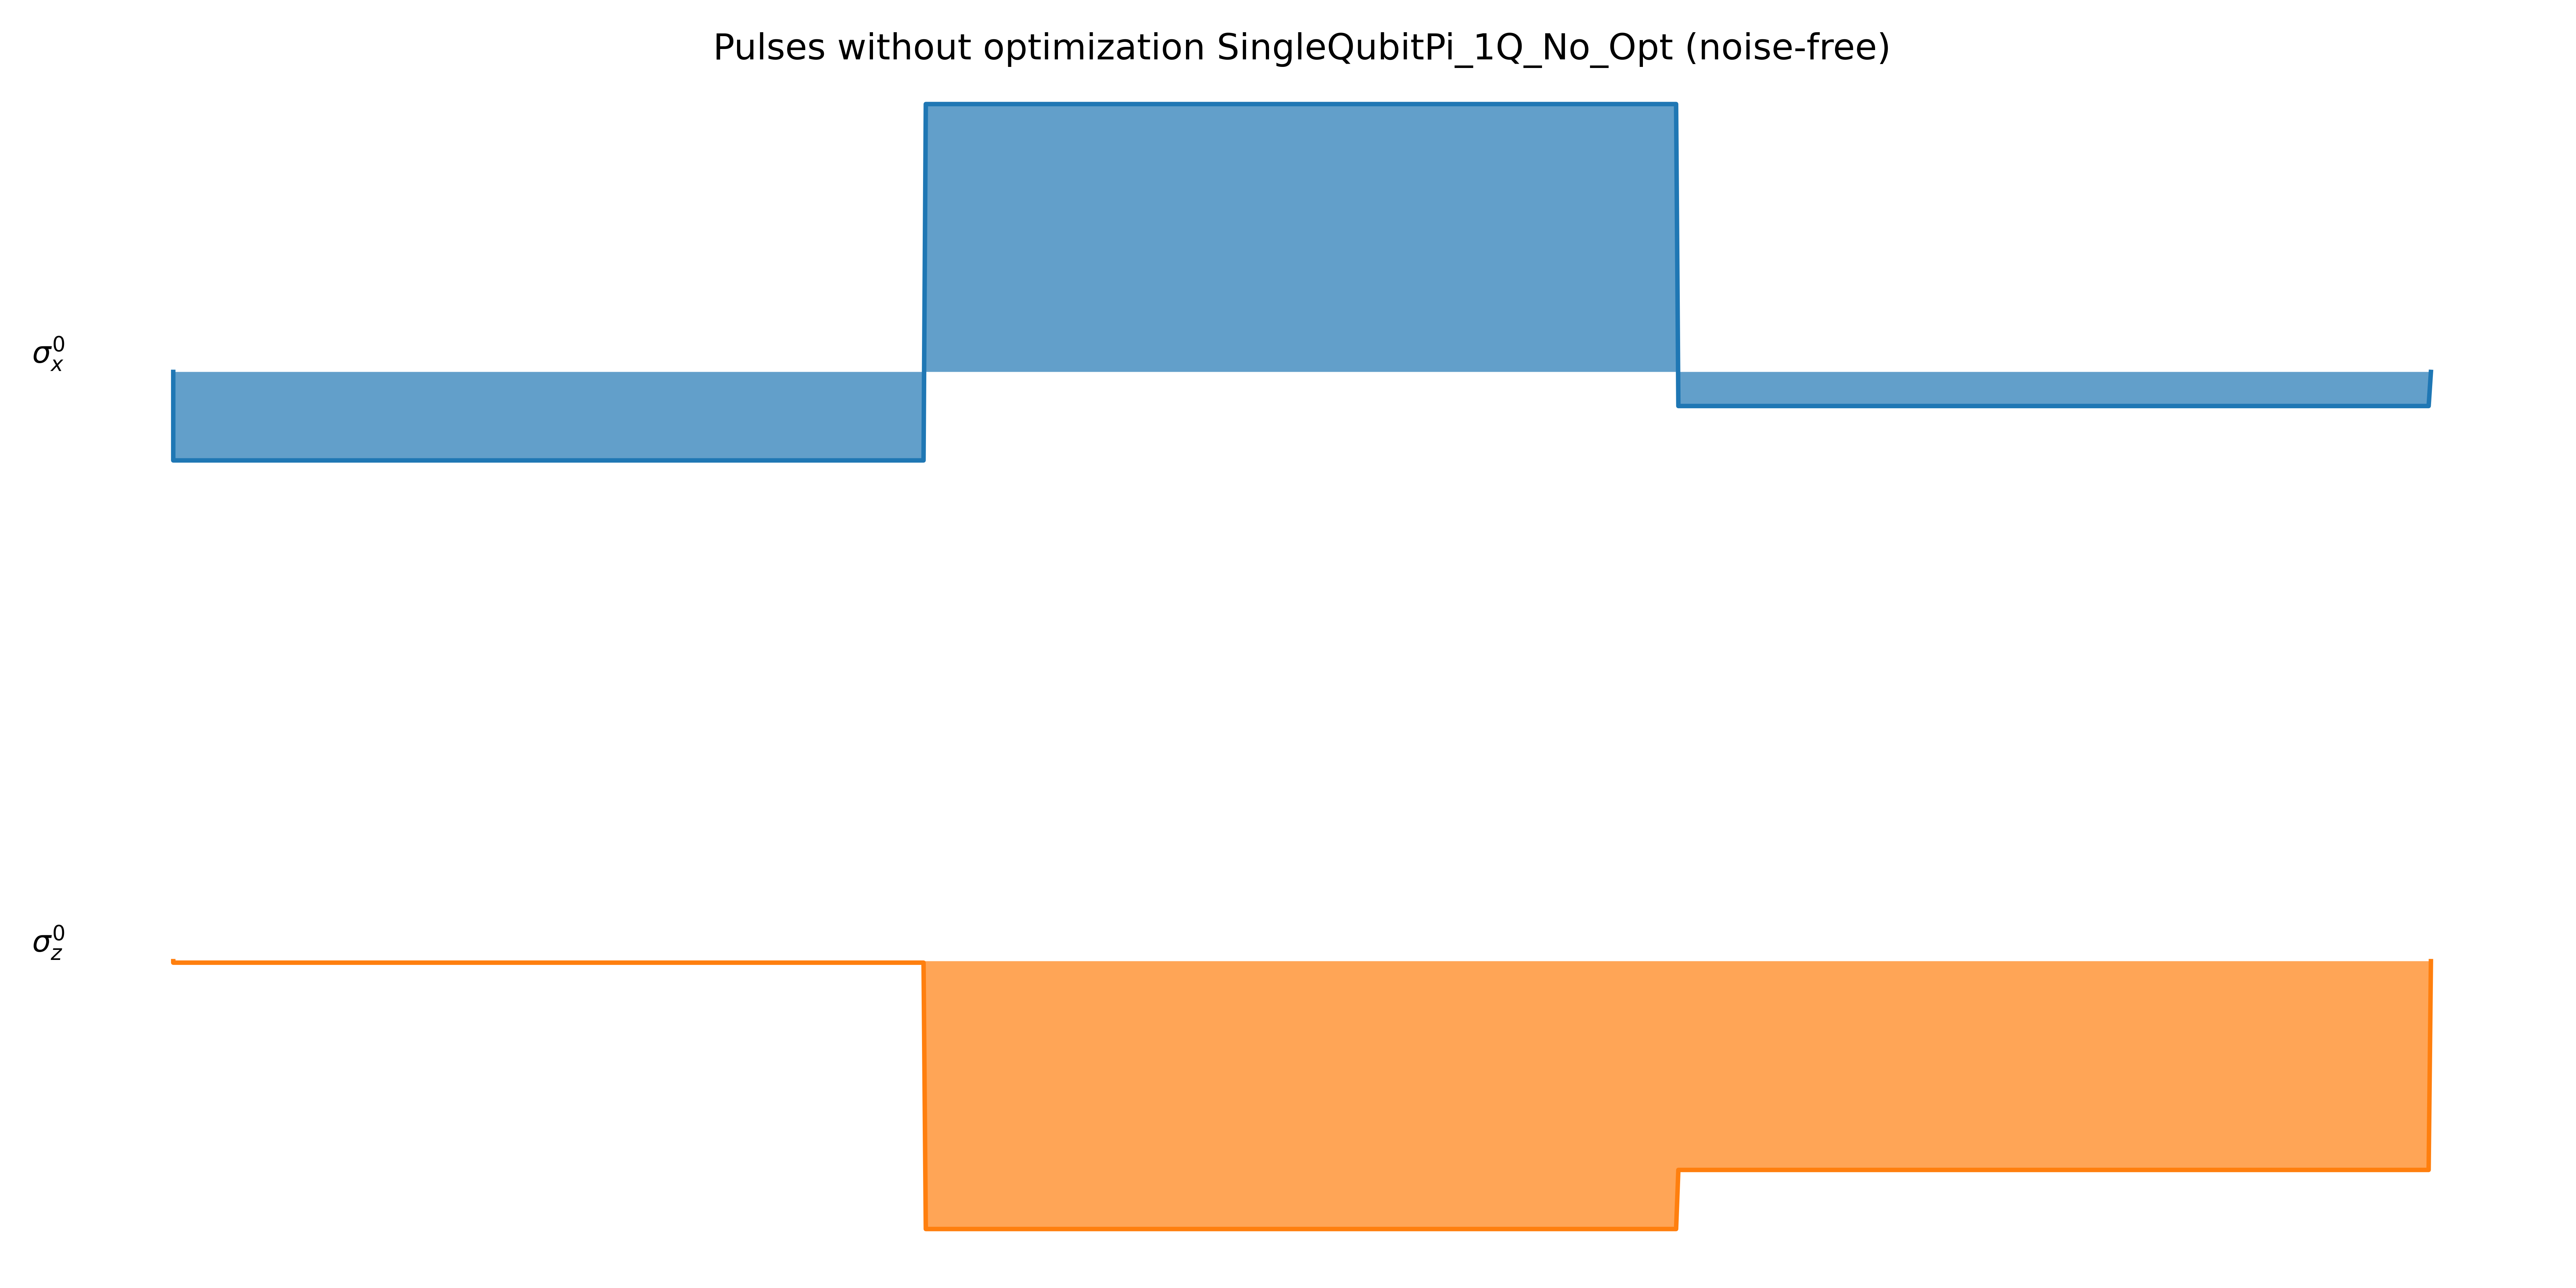 Pulses without optimization SingleQubitPi_1Q_No_Opt (noise-free)
σ_x^0
σ_z^0